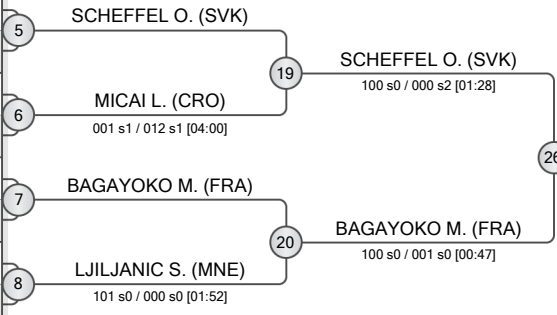 SCHEFFEL O. (SVK)
5
19
SCHEFFEL O. (SVK)
100 s0 / 000 s2 [01:28]
MICAI L. (CRO)
6
001 s1 / 012 s1 [04:00]
26
BAGAYOKO M. (FRA)
7
20
BAGAYOKO M. (FRA)
100 s0 / 001 s0 [00:47]
LJILJANIC S. (MNE)
8
101 s0 / 000 s0 [01:52]